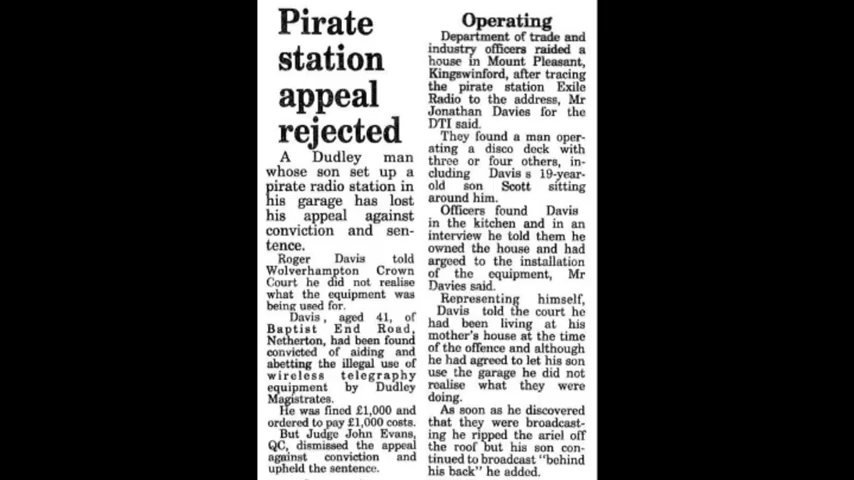 Pirate
station
appeal
rejected
A Dudley man
whose son set up a
pirate radio station in
his garage has lost
his appeal against
conviction and sen-
tence.
Roger Davis told
Wolverhampton Crown
Court he did not realise
what the equipment was
being used for.
Davis, aged 41, of
Baptist End Road,
Netherton, had been found
convicted of aiding and
abetting the illegal use of
wireless telegraphy
equipment by Dudley
Magistrates.
He was fined £1,000 and
ordered to pay £1,000 costs.
But Judge John Evans,
QC, dismissed the appeal
against conviction and
upheld the sentence.
Operating
Department of trade and
industry officers raided a
house in Mount Pleasant,
Kingswinford, after tracing
the pirate station Exile
Radio to the address, Mr
Jonathan Davies for the
DTI said.
They found a man oper-
ating a disco deck with
three or four others, in-
cluding Davis s 19-year-
old son Scott sitting
around him.
Officers found Davis
in the kitchen and in an
interview he told them he
owned the house and had
argeed to the installation
of the equipment, Mr
Davies said.
Representing himself,
Davis told the court he
had been living at his
mother's house at the time
of the offence and although
he had agreed to let his son
use the garage he did not
realise what they were
doing.
As soon as he discovered
that they were broadcast-
ing he ripped the ariel off
the roof but his son con-
tinued to broadcast "behind
his back" he added.